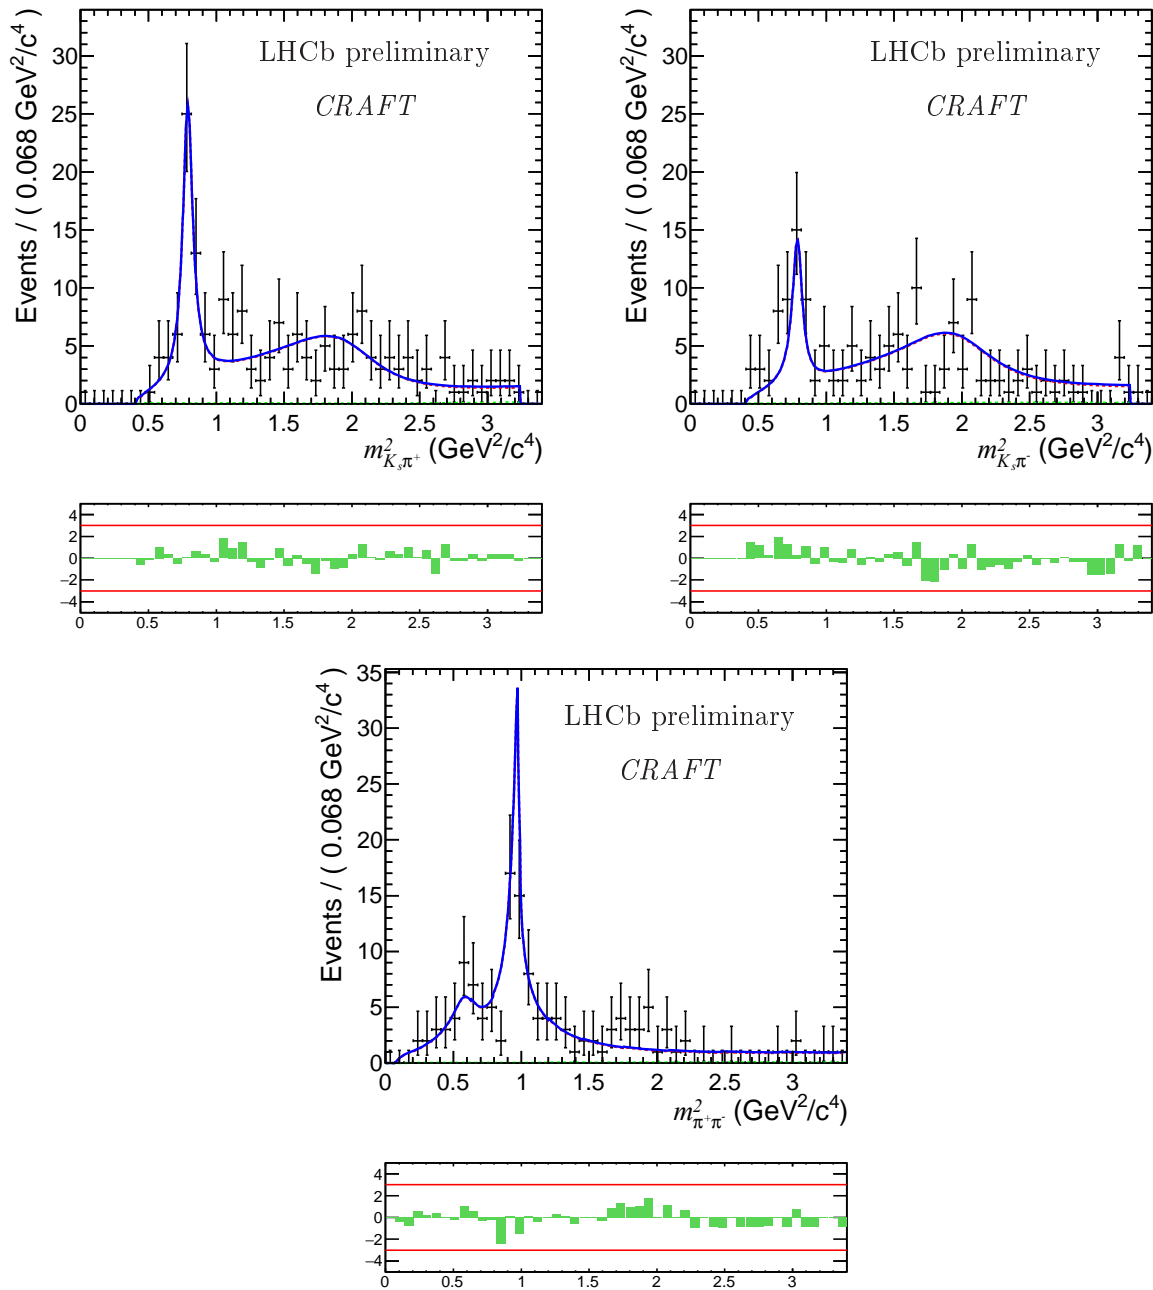 Events / ( 0.068 GeV²/c⁴ )
30
25
20
15
10
5
0
LHCb preliminary
CRAFT
0 0.5 1 1.5 2 2.5 3
m²_{K_sπ⁺} (GeV²/c⁴)
4
2
0
−2
−4
0 0.5 1 1.5 2 2.5 3
Events / ( 0.068 GeV²/c⁴ )
30
25
20
15
10
5
0
LHCb preliminary
CRAFT
0 0.5 1 1.5 2 2.5 3
m²_{K_sπ⁻} (GeV²/c⁴)
4
2
0
−2
−4
0 0.5 1 1.5 2 2.5 3
Events / ( 0.068 GeV²/c⁴ )
35
30
25
20
15
10
5
0
LHCb preliminary
CRAFT
0 0.5 1 1.5 2 2.5 3
m²_{π⁺π⁻} (GeV²/c⁴)
4
2
0
−2
−4
0 0.5 1 1.5 2 2.5 3